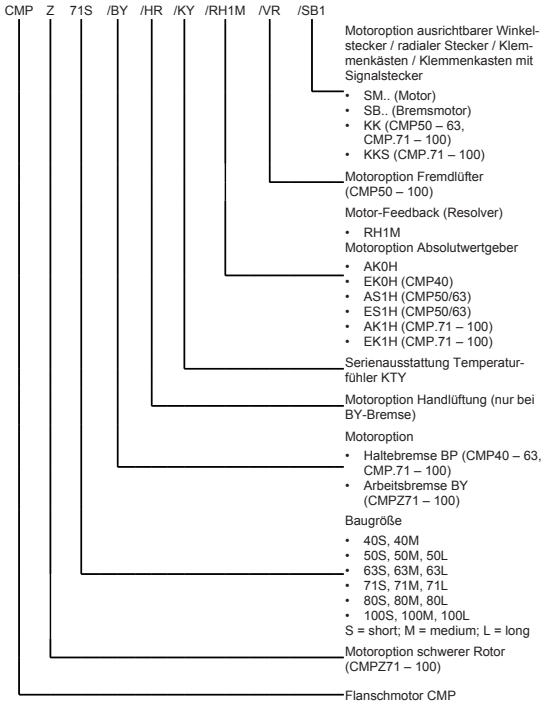 CMP Z 71S /BY /HR /KY /RH1M /VR /SB1
Motoroption ausrichtbarer Winkel-
stecker / radialer Stecker / Klem-
menkästen / Klemmenkasten mit
Signalstecker
• SM.. (Motor)
• SB.. (Bremsmotor)
• KK (CMP50 – 63,
CMP.71 – 100)
• KKS (CMP.71 – 100)
Motoroption Fremdlüfter
(CMP50 – 100)
Motor-Feedback (Resolver)
• RH1M
Motoroption Absolutwertgeber
• AK0H
• EK0H (CMP40)
• AS1H (CMP50/63)
• ES1H (CMP50/63)
• AK1H (CMP.71 – 100)
• EK1H (CMP.71 – 100)
Serienausstattung Temperatur-
fühler KTY
Motoroption Handlüftung (nur bei
BY-Bremse)
Motoroption
• Haltebremse BP (CMP40 – 63,
CMP.71 – 100)
• Arbeitsbremse BY
(CMPZ71 – 100)
Baugröße
• 40S, 40M
• 50S, 50M, 50L
• 63S, 63M, 63L
• 71S, 71M, 71L
• 80S, 80M, 80L
• 100S, 100M, 100L
S = short; M = medium; L = long
Motoroption schwerer Rotor
(CMPZ71 – 100)
Flanschmotor CMP